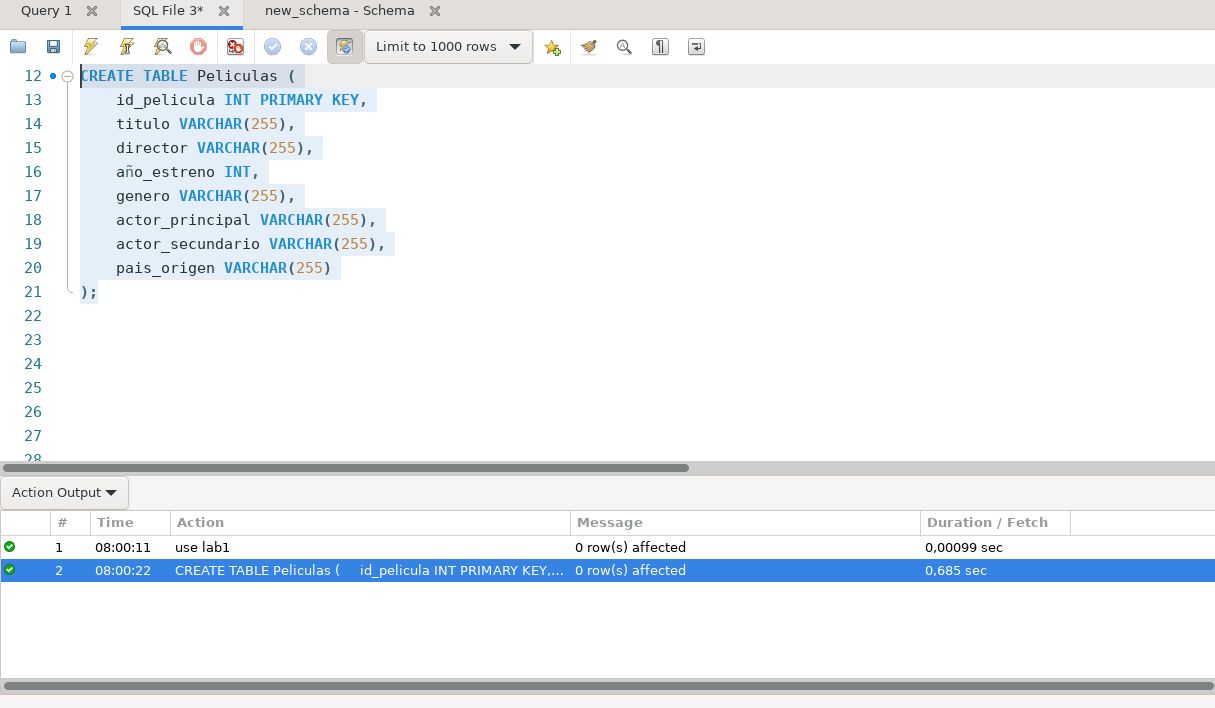 Query 1 SQL File 3* new_schema - Schema
Limit to 1000 rows
12 CREATE TABLE Peliculas (
13 id_pelicula INT PRIMARY KEY,
14 titulo VARCHAR(255),
15 director VARCHAR(255),
16 año_estreno INT,
17 genero VARCHAR(255),
18 actor_principal VARCHAR(255),
19 actor_secundario VARCHAR(255),
20 pais_origen VARCHAR(255)
21 );
22
23
24
25
26
27
28
Action Output
# Time Action Message Duration / Fetch
1 08:00:11 use lab1 0 row(s) affected 0,00099 sec
2 08:00:22 CREATE TABLE Peliculas ( id_pelicula INT PRIMARY KEY,... 0 row(s) affected 0,685 sec